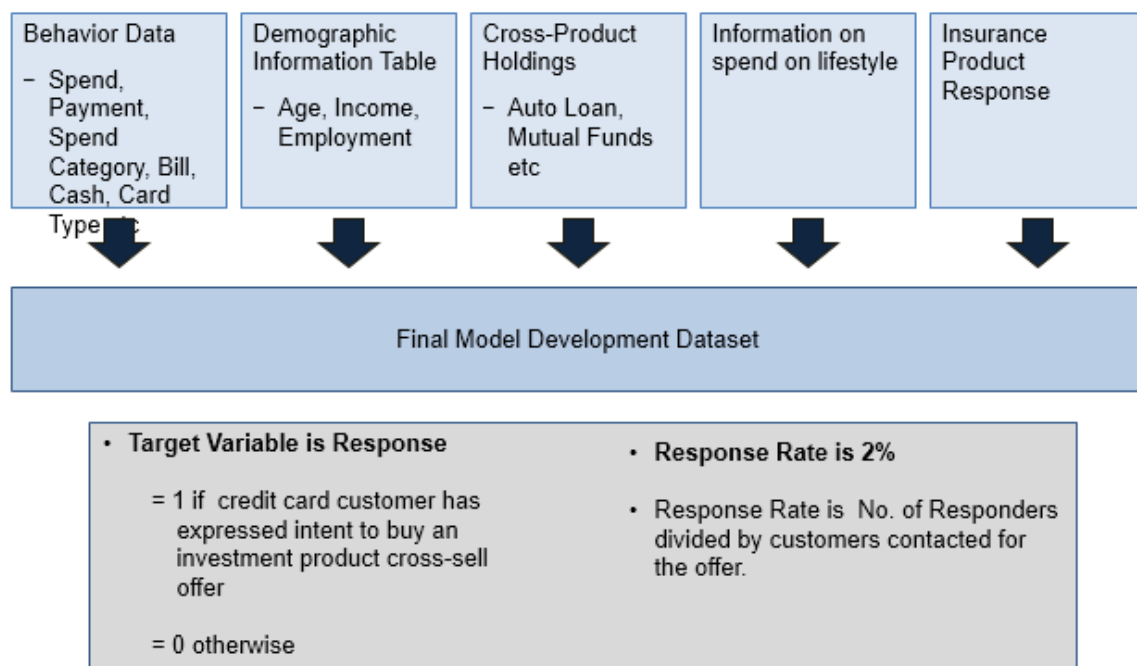 Behavior Data
– Spend,
Payment,
Spend
Category, Bill,
Cash, Card
Type
Demographic
Information Table
– Age, Income,
Employment
Cross-Product
Holdings
– Auto Loan,
Mutual Funds
etc
Information on
spend on lifestyle
Insurance
Product
Response
Final Model Development Dataset
• Target Variable is Response
= 1 if credit card customer has
expressed intent to buy an
investment product cross-sell
offer
= 0 otherwise
• Response Rate is 2%
• Response Rate is No. of Responders
divided by customers contacted for
the offer.